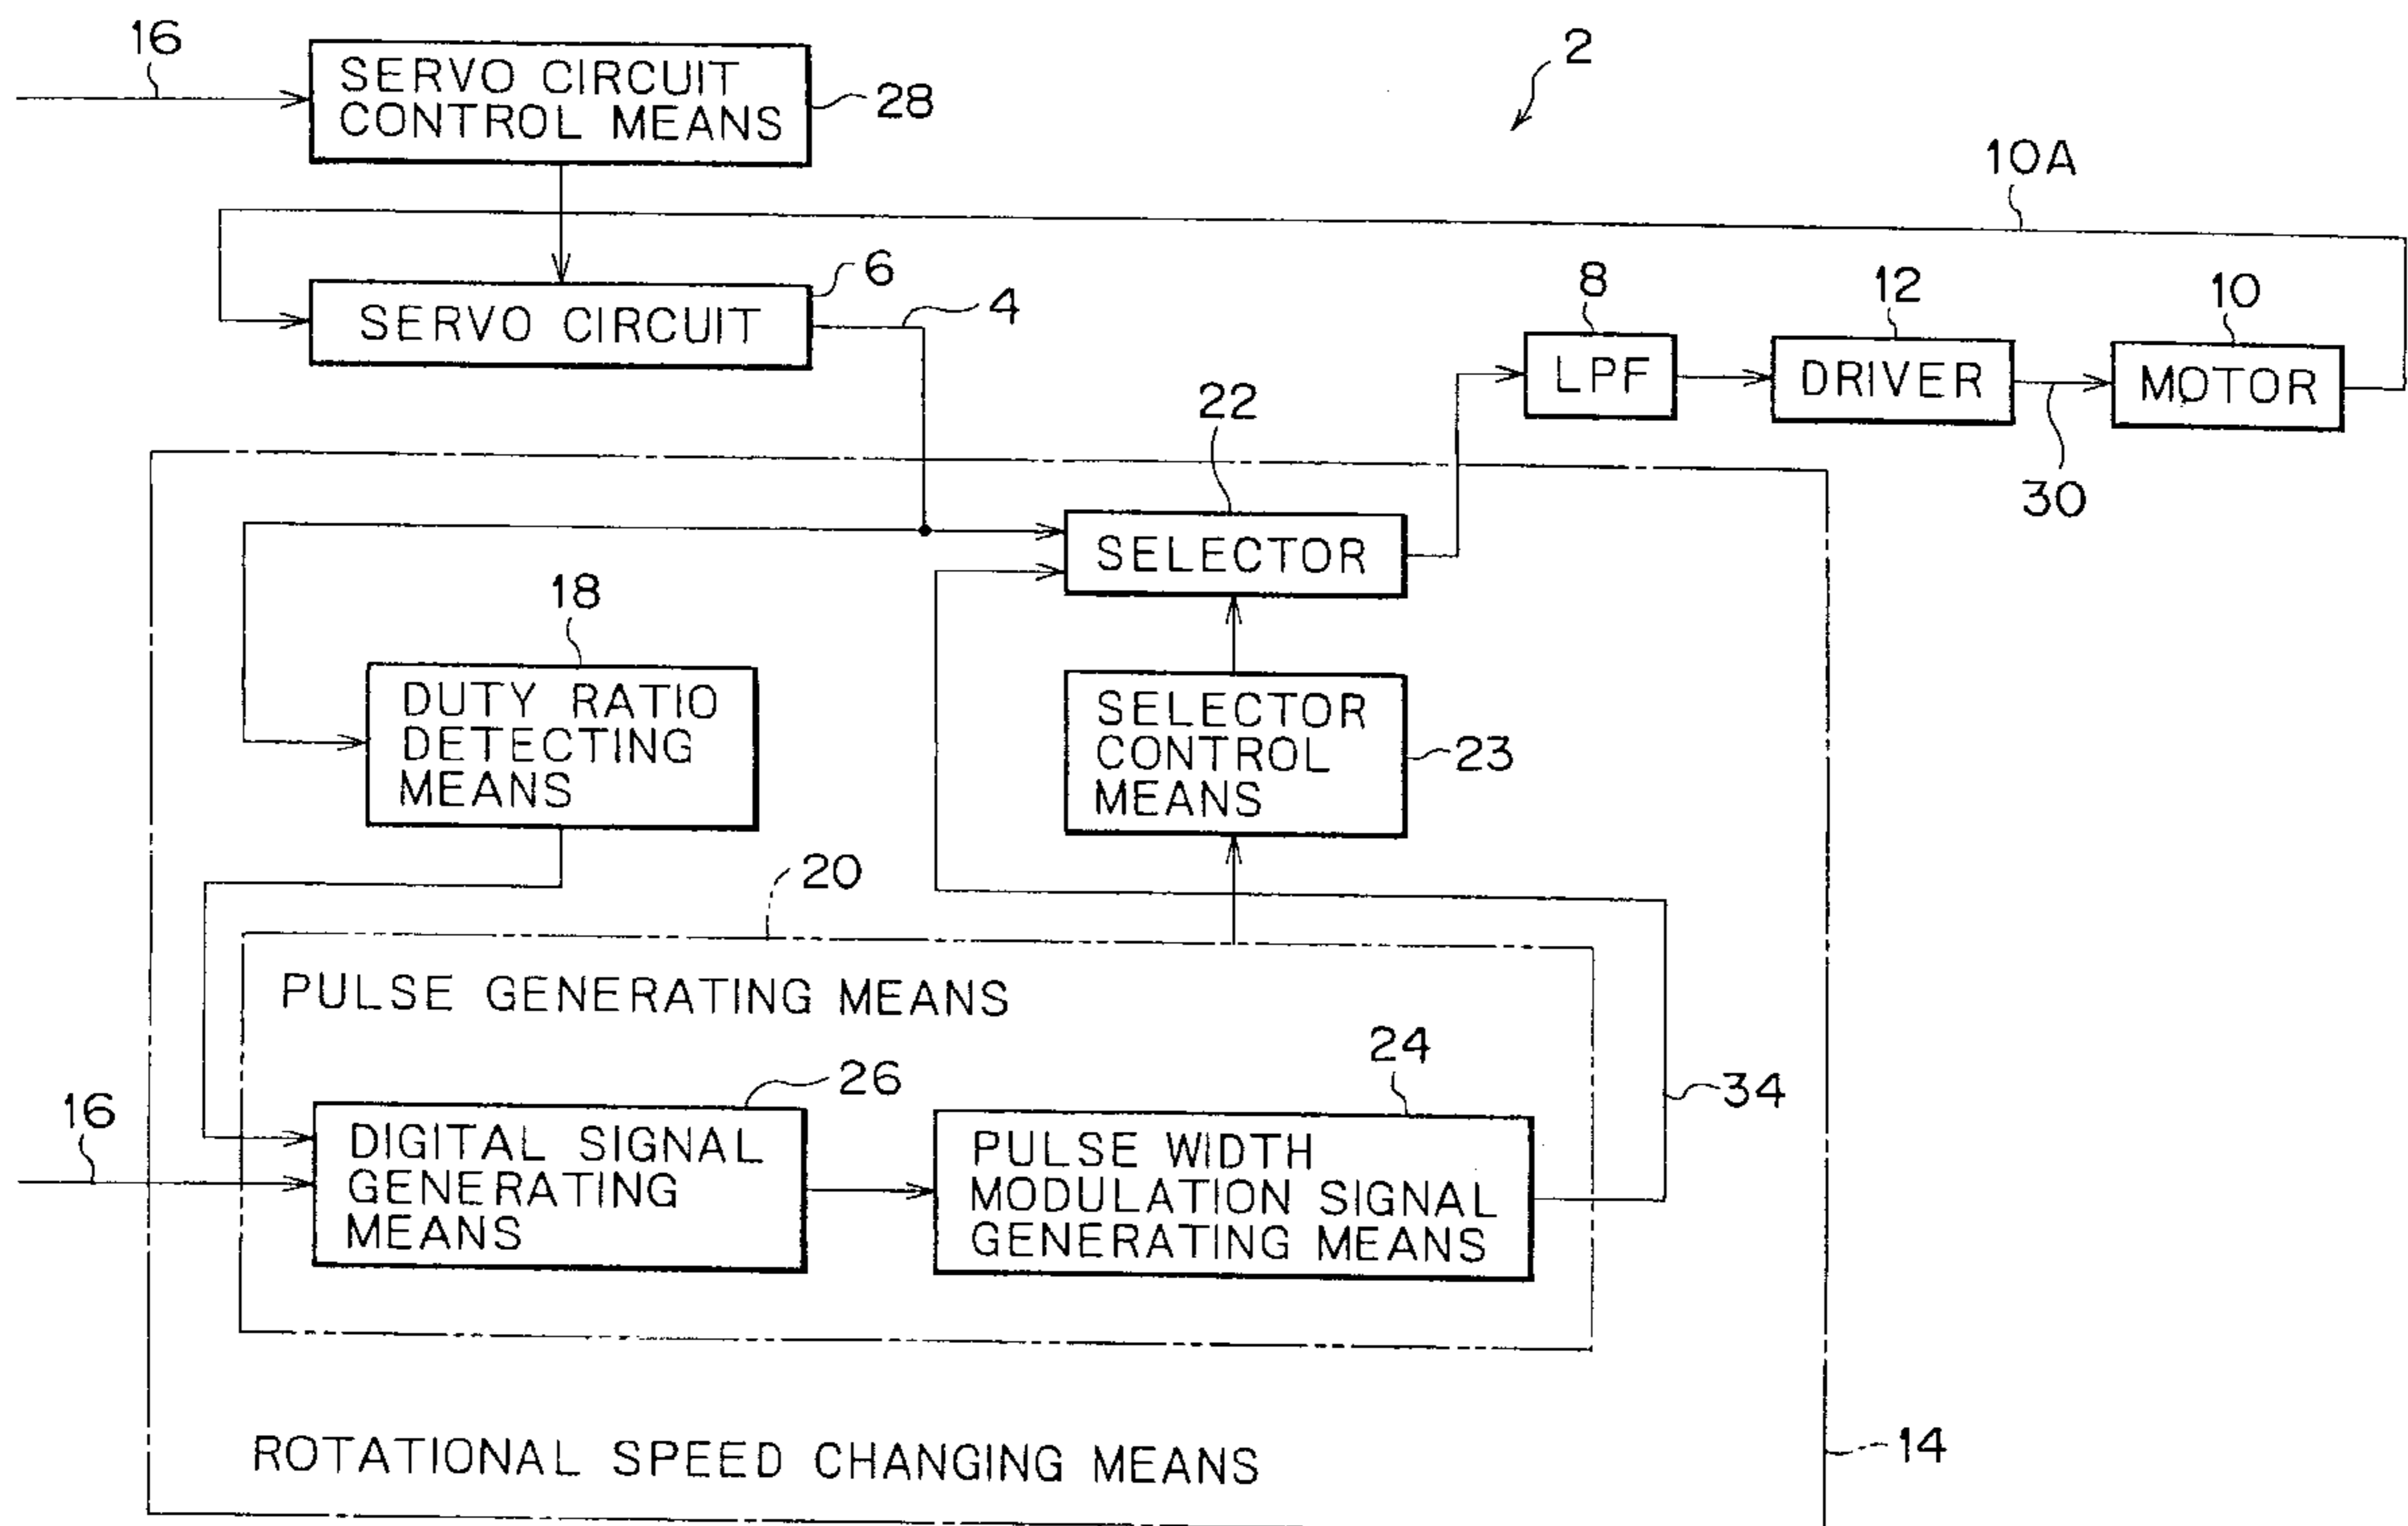 16
SERVO CIRCUIT
CONTROL MEANS
28
2
10A
6
SERVO CIRCUIT
4
8
LPF
12
DRIVER
10
MOTOR
30
22
SELECTOR
18
DUTY RATIO
DETECTING
MEANS
SELECTOR
CONTROL
MEANS
23
20
PULSE GENERATING MEANS
26
24
34
16
DIGITAL SIGNAL
GENERATING
MEANS
PULSE WIDTH
MODULATION SIGNAL
GENERATING MEANS
14
ROTATIONAL SPEED CHANGING MEANS